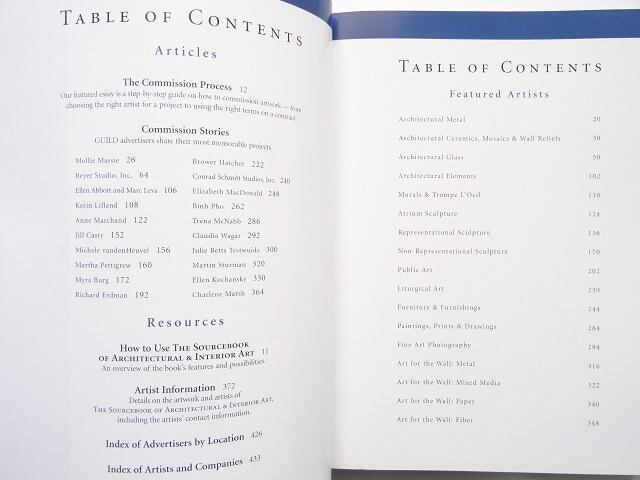 TABLE OF CONTENTS
Articles
The Commission Process 12
Our featured essay is a step-by-step guide on how to commission artwork — from
choosing the right artist for a project to using the right terms on a contract.
Commission Stories
GUILD advertisers share their most memorable projects.
Mollie Massie 26
Beyer Studios, Inc. 64
Ellen Abbott and Marc Leva 106
Kerin Lifland 108
Anne Marchand 122
Jill Casty 152
Michele vandenHeuvel 156
Martha Pettigrew 160
Myra Burg 172
Richard Erdman 192
Brower Hatcher 222
Conrad Schmitt Studios, Inc. 240
Elizabeth MacDonald 248
Binh Pho 262
Trena McNabb 286
Claudia Wagar 292
Julie Betts Testwuide 300
Martin Sturman 320
Ellen Kochansky 330
Charlene Marsh 364
Resources
How to Use THE SOURCEBOOK
OF ARCHITECTURAL & INTERIOR ART 11
An overview of the book's features and possibilities.
Artist Information 372
Details on the artwork and artists of
THE SOURCEBOOK OF ARCHITECTURAL & INTERIOR ART,
including the artists' contact information.
Index of Advertisers by Location 426
Index of Artists and Companies 433
TABLE OF CONTENTS
Featured Artists
Architectural Metal 20
Architectural Ceramics, Mosaics & Wall Reliefs 30
Architectural Glass 50
Architectural Elements 102
Murals & Trompe L'Oeil 110
Atrium Sculpture 124
Representational Sculpture 136
Non-Representational Sculpture 170
Public Art 202
Liturgical Art 230
Furniture & Furnishings 244
Paintings, Prints & Drawings 264
Fine Art Photography 294
Art for the Wall: Metal 316
Art for the Wall: Mixed Media 322
Art for the Wall: Paper 340
Art for the Wall: Fiber 348